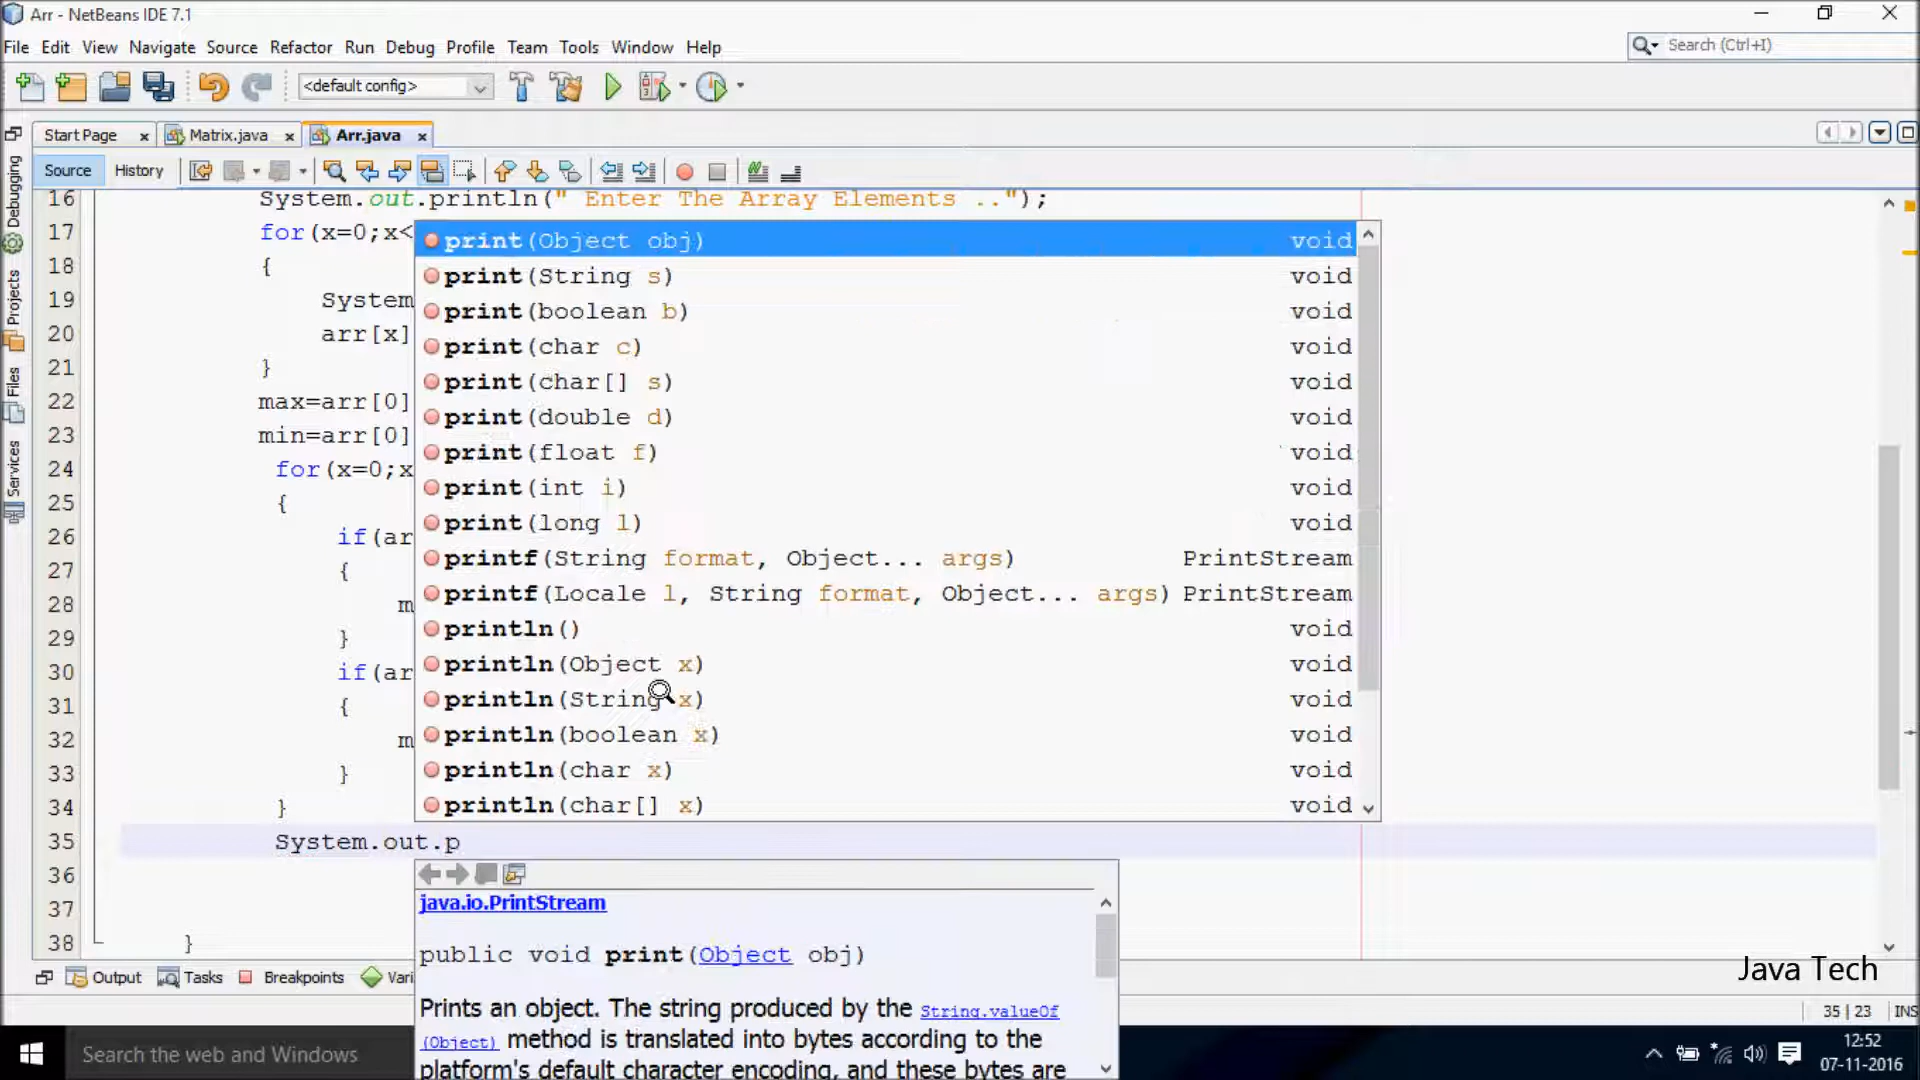 Arr - NetBeans IDE 7.1
File Edit View Navigate Source Refactor Run Debug Profile Team Tools Window Help
Search (Ctrl+I)
<default config>
Start Page Matrix.java Arr.java
Source History
Debugging
Projects
Files
Services
16 System.out.println(" Enter The Array Elements ..");
17 for(x=0;x<
18 {
19 System
20 arr[x]
21 }
22 max=arr[0]
23 min=arr[0]
24 for(x=0;x
25 {
26 if(ar
27 {
28 m
29 }
30 if(ar
31 {
32 m
33 }
34 }
35 System.out.p
36
37
38 }
print(Object obj) void
print(String s) void
print(boolean b) void
print(char c) void
print(char[] s) void
print(double d) void
print(float f) void
print(int i) void
print(long l) void
printf(String format, Object... args) PrintStream
printf(Locale l, String format, Object... args) PrintStream
println() void
println(Object x) void
println(String x) void
println(boolean x) void
println(char x) void
println(char[] x) void
java.io.PrintStream
public void print(Object obj)
Prints an object. The string produced by the String.valueOf
(Object) method is translated into bytes according to the
platform's default character encoding, and these bytes are
Output Tasks Breakpoints Vari
Java Tech
35 | 23 INS
Search the web and Windows
12:52
07-11-2016